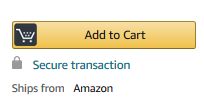 Add to Cart
Secure transaction
Ships from Amazon